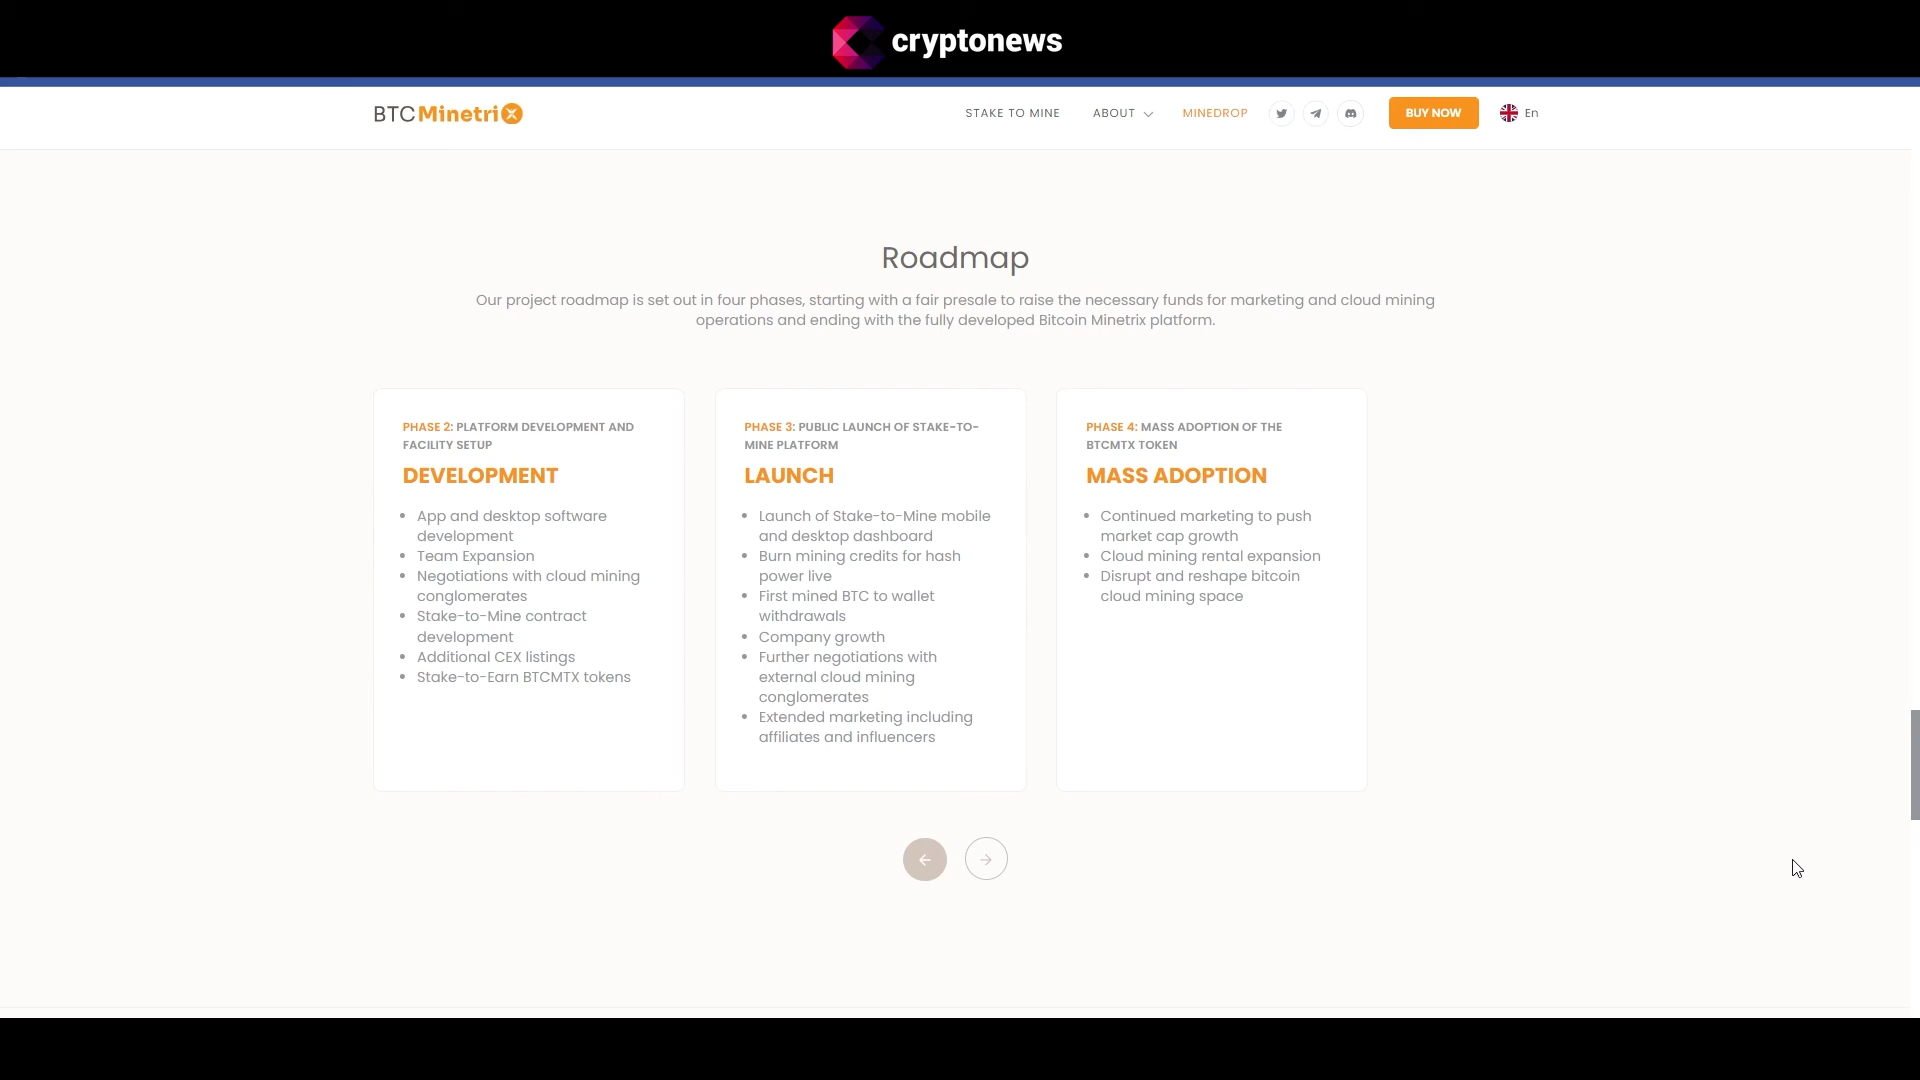 cryptonews
BTC Minetrix
STAKE TO MINE
ABOUT
MINEDROP
BUY NOW
En
Roadmap
Our project roadmap is set out in four phases, starting with a fair presale to raise the necessary funds for marketing and cloud mining
operations and ending with the fully developed Bitcoin Minetrix platform.
PHASE 2: PLATFORM DEVELOPMENT AND
FACILITY SETUP
DEVELOPMENT
• App and desktop software
development
• Team Expansion
• Negotiations with cloud mining
conglomerates
• Stake-to-Mine contract
development
• Additional CEX listings
• Stake-to-Earn BTCMTX tokens
PHASE 3: PUBLIC LAUNCH OF STAKE-TO-
MINE PLATFORM
LAUNCH
• Launch of Stake-to-Mine mobile
and desktop dashboard
• Burn mining credits for hash
power live
• First mined BTC to wallet
withdrawals
• Company growth
• Further negotiations with
external cloud mining
conglomerates
• Extended marketing including
affiliates and influencers
PHASE 4: MASS ADOPTION OF THE
BTCMTX TOKEN
MASS ADOPTION
• Continued marketing to push
market cap growth
• Cloud mining rental expansion
• Disrupt and reshape bitcoin
cloud mining space